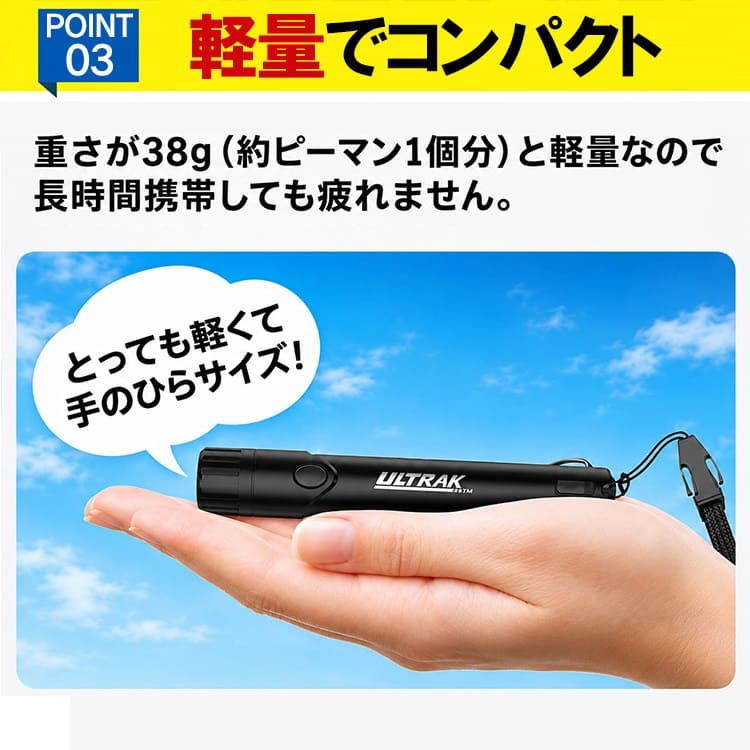 POINT
03
軽量でコンパクト
重さが38g（約ピーマン1個分）と軽量なので
長時間携帯しても疲れません。
とっても軽くて
手のひらサイズ！
ULTRAK